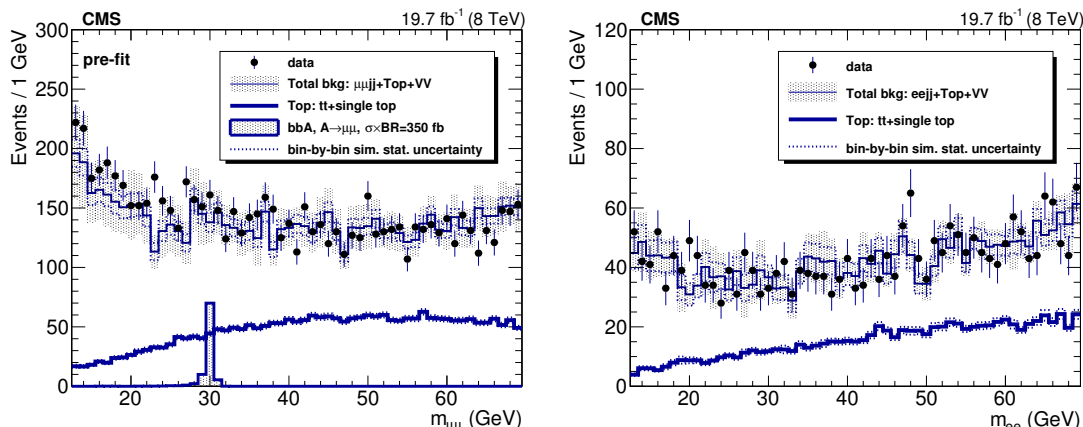 CMS 19.7 fb⁻¹ (8 TeV)
Events / 1 GeV
pre-fit
data
Total bkg: μμjj+Top+VV
Top: tt+single top
bbA, A→μμ, σ×BR=350 fb
bin-by-bin sim. stat. uncertainty
300
250
200
150
100
50
0
20 30 40 50 60
m_μμ (GeV)
CMS 19.7 fb⁻¹ (8 TeV)
Events / 1 GeV
data
Total bkg: eejj+Top+VV
Top: tt+single top
bin-by-bin sim. stat. uncertainty
120
100
80
60
40
20
0
20 30 40 50 60
m_ee (GeV)